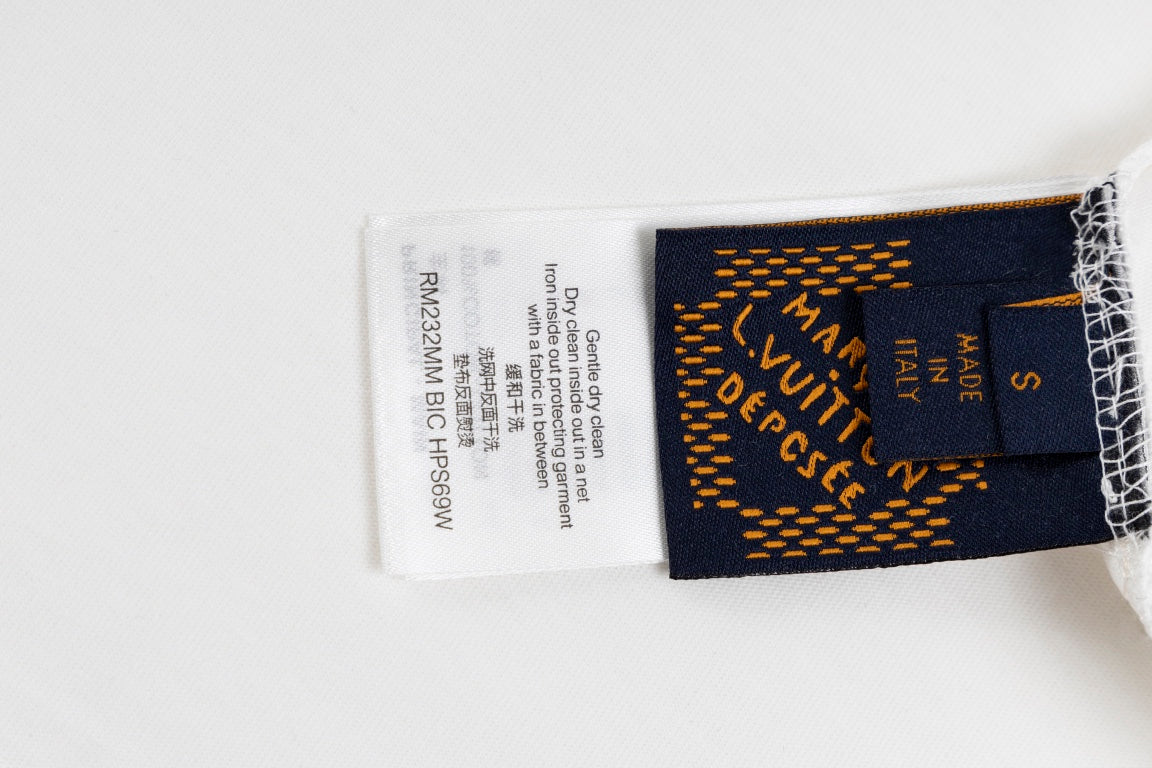 Gentle dry clean
Dry clean inside out in a net
Iron inside out protecting garment
with a fabric in between
缓和干洗
洗网中反面干洗
垫布反面熨烫
RM232MM BIC HPS69W
L.VUITTON
DÉPOSÉE
MADE
IN
ITALY
S